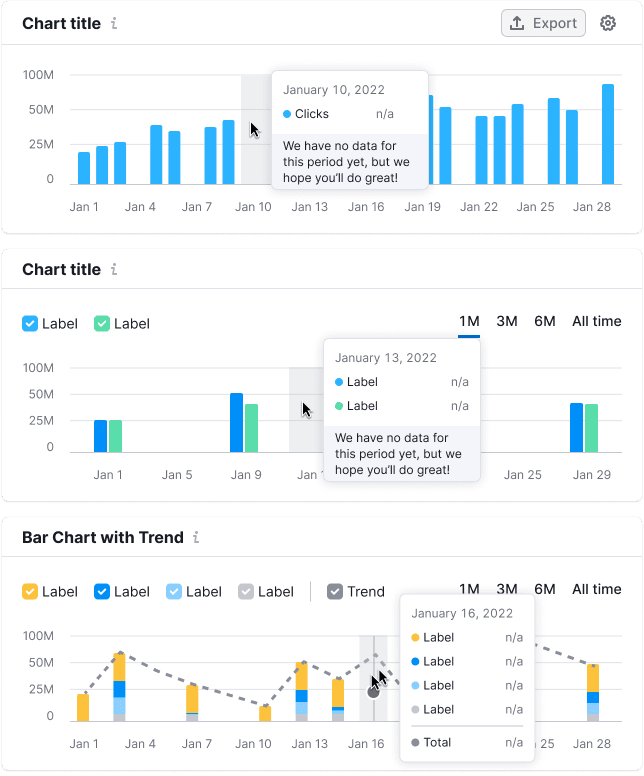 Chart title i
Export
100M
50M
25M
0
January 10, 2022
Clicks n/a
We have no data for
this period yet, but we
hope you'll do great!
Jan 1 Jan 4 Jan 7 Jan 10 Jan 13 Jan 16 Jan 19 Jan 22 Jan 25 Jan 28
Chart title i
Label Label
1M 3M 6M All time
100M
50M
25M
0
January 13, 2022
Label n/a
Label n/a
We have no data for
this period yet, but we
hope you'll do great!
Jan 1 Jan 5 Jan 9 Jan Jan 25 Jan 29
Bar Chart with Trend i
Label Label Label Label Trend
1M 3M 6M All time
100M
50M
25M
0
January 16, 2022
Label n/a
Label n/a
Label n/a
Label n/a
Total n/a
Jan 1 Jan 4 Jan 7 Jan 10 Jan 13 Jan 16 25 Jan 28